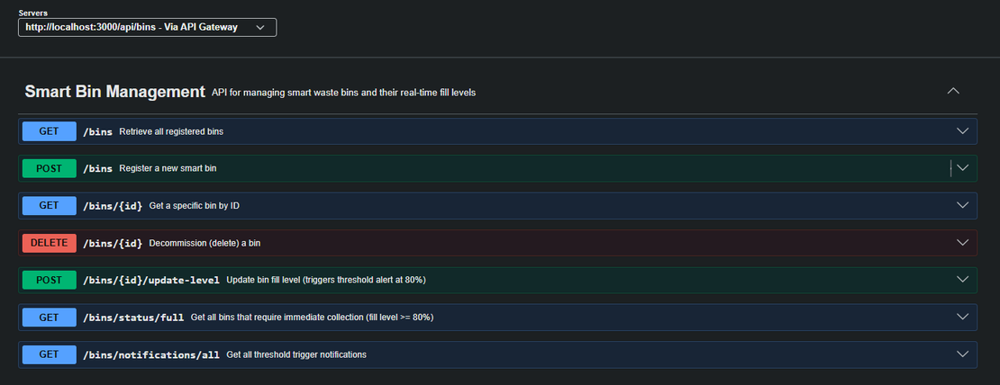 Servers
http://localhost:3000/api/bins - Via API Gateway
Smart Bin Management API for managing smart waste bins and their real-time fill levels
GET /bins Retrieve all registered bins
POST /bins Register a new smart bin
GET /bins/{id} Get a specific bin by ID
DELETE /bins/{id} Decommission (delete) a bin
POST /bins/{id}/update-level Update bin fill level (triggers threshold alert at 80%)
GET /bins/status/full Get all bins that require immediate collection (fill level >= 80%)
GET /bins/notifications/all Get all threshold trigger notifications